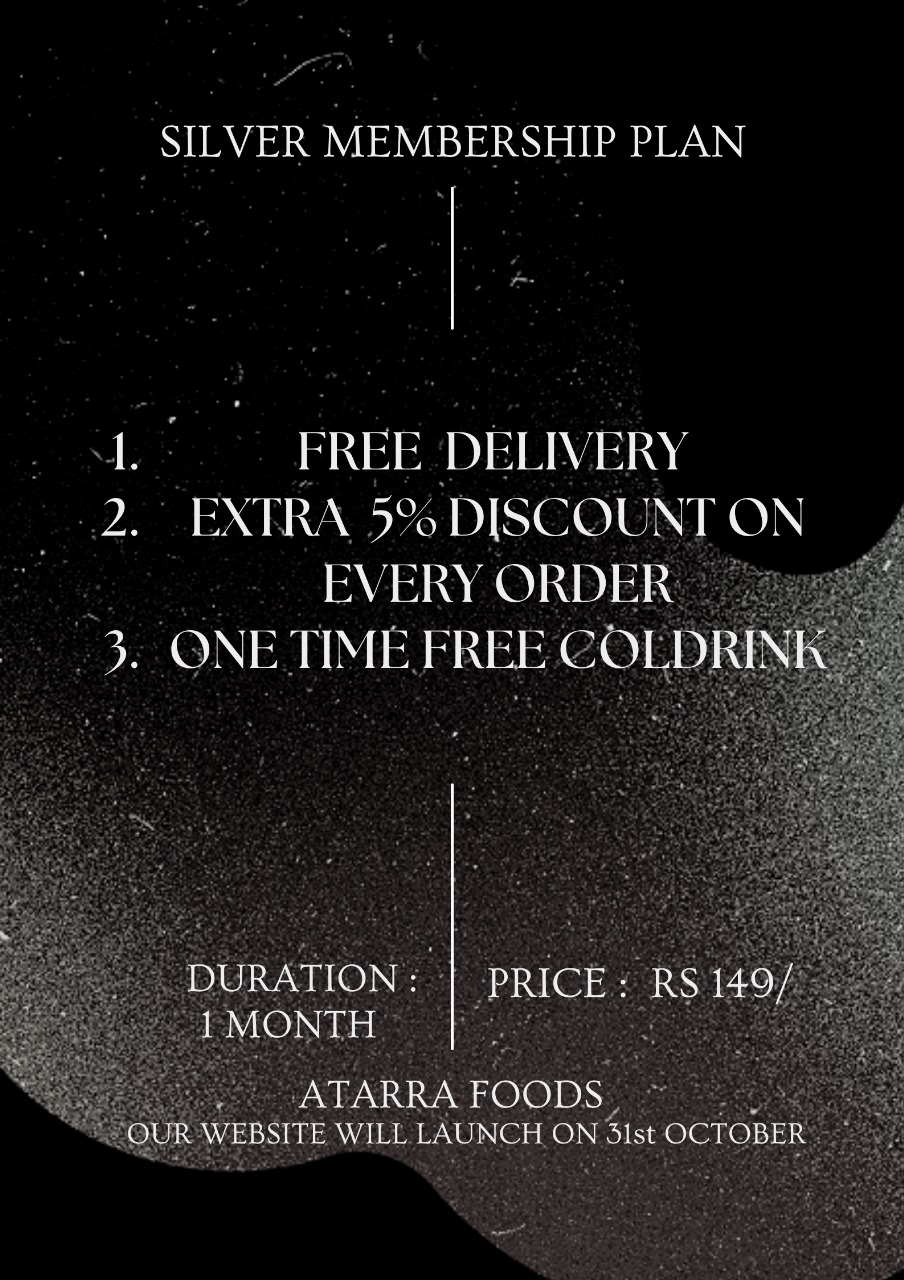 SILVER MEMBERSHIP PLAN
1. FREE DELIVERY
2. EXTRA 5% DISCOUNT ON
EVERY ORDER
3. ONE TIME FREE COLDRINK
DURATION :
1 MONTH
PRICE : RS 149/
ATARRA FOODS
OUR WEBSITE WILL LAUNCH ON 31st OCTOBER